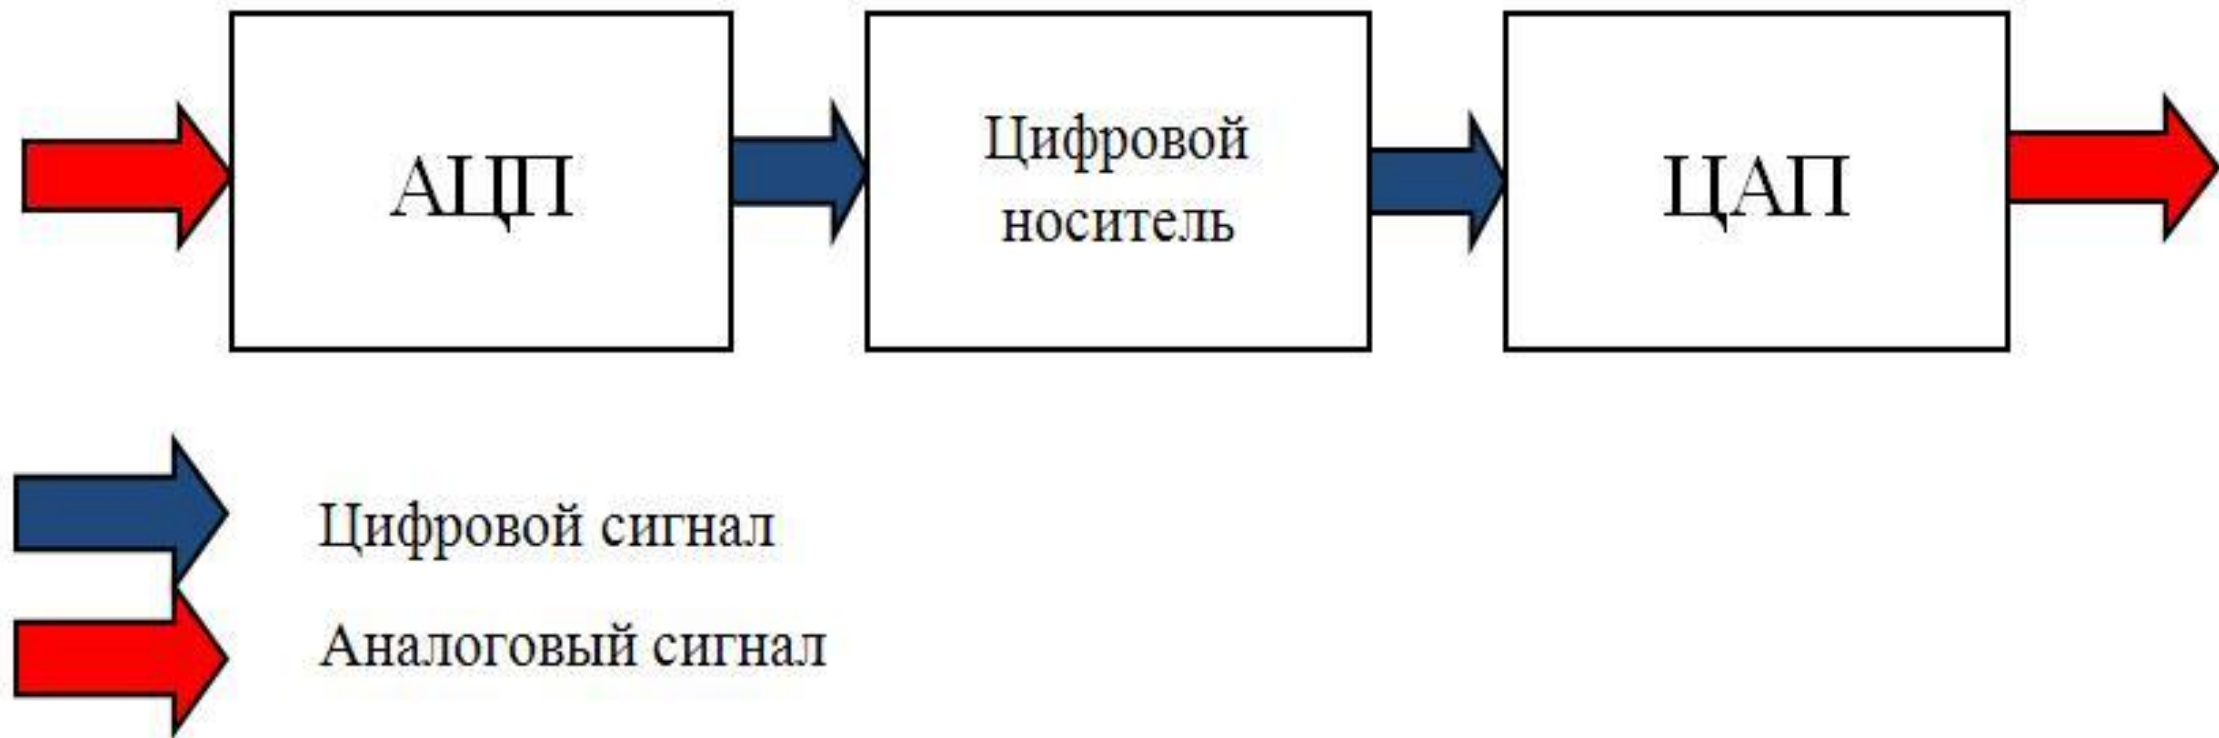 АЦП
Цифровой
носитель
ЦАП
Цифровой сигнал
Аналоговый сигнал